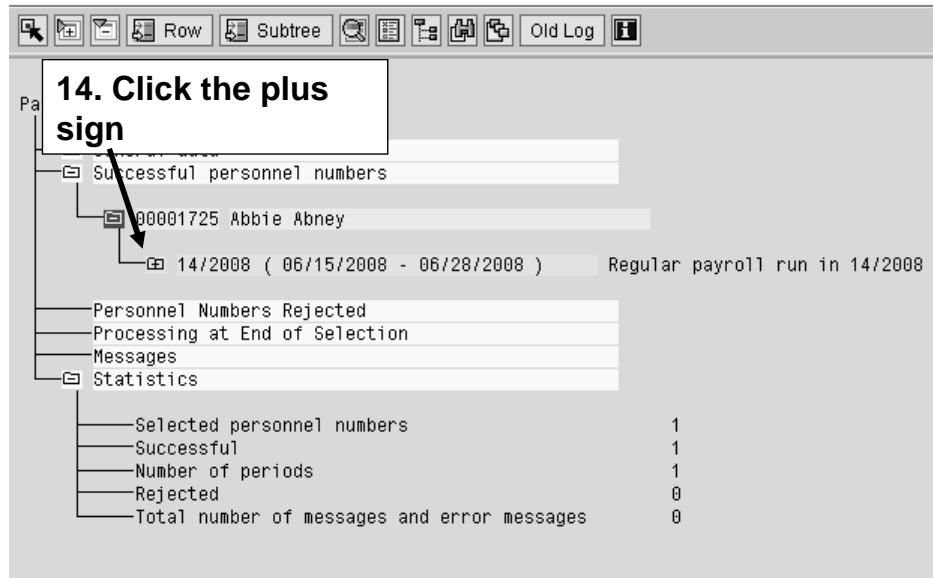 Row Subtree Old Log
14. Click the plus
sign
Pa
Successful personnel numbers
00001725 Abbie Abney
14/2008 ( 06/15/2008 - 06/28/2008 ) Regular payroll run in 14/2008
Personnel Numbers Rejected
Processing at End of Selection
Messages
Statistics
Selected personnel numbers 1
Successful 1
Number of periods 1
Rejected 0
Total number of messages and error messages 0